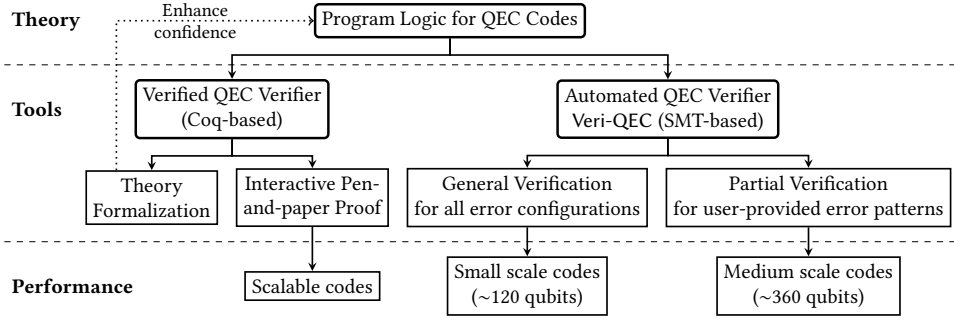 Theory
Enhance
confidence
Program Logic for QEC Codes
Tools
Verified QEC Verifier
(Coq-based)
Automated QEC Verifier
Veri-QEC (SMT-based)
Theory
Formalization
Interactive Pen-
and-paper Proof
General Verification
for all error configurations
Partial Verification
for user-provided error patterns
Performance
Scalable codes
Small scale codes
(~120 qubits)
Medium scale codes
(~360 qubits)